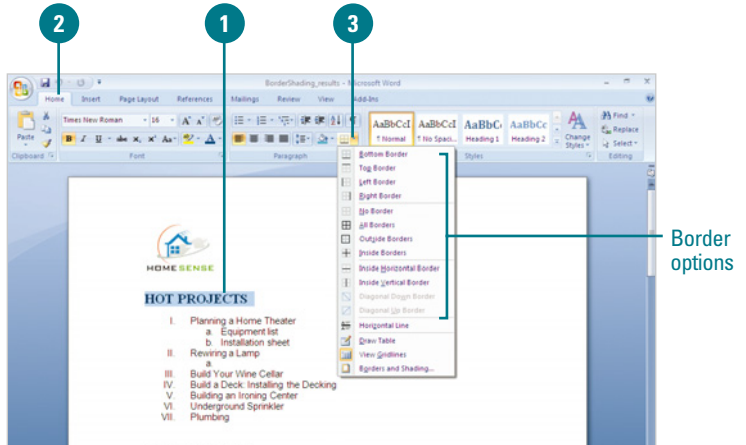 2 1 3
BorderShading_results - Microsoft Word
Home Insert Page Layout References Mailings Review View Add-Ins
Times New Roman 16 Find
Replace
Paste B I U abc x, x² Aa A AaBbCcI AaBbCcI AaBbC AaBbCc
¶ Normal ¶ No Spaci... Heading 1 Heading 2 Change Styles Select
Clipboard Font Paragraph Styles Editing
Bottom Border
Top Border
Left Border
Right Border
No Border
All Borders
Outside Borders
Inside Borders
Inside Horizontal Border
Inside Vertical Border
Diagonal Down Border
Diagonal Up Border
Horizontal Line
Draw Table
View Gridlines
Borders and Shading...
Border
options
HOMESENSE
HOT PROJECTS
I. Planning a Home Theater
a. Equipment list
b. Installation sheet
II. Rewiring a Lamp
a.
III. Build Your Wine Cellar
IV. Build a Deck: Installing the Decking
V. Building an Ironing Center
VI. Underground Sprinkler
VII. Plumbing